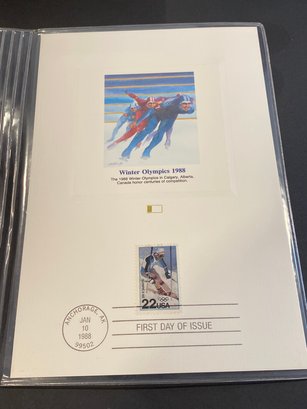 Winter Olympics 1988
The 1988 Winter Olympics in Calgary, Alberta,
Canada honor centuries of competition.
22 USA
ANCHORAGE, AK
JAN
10
1988
99502
FIRST DAY OF ISSUE